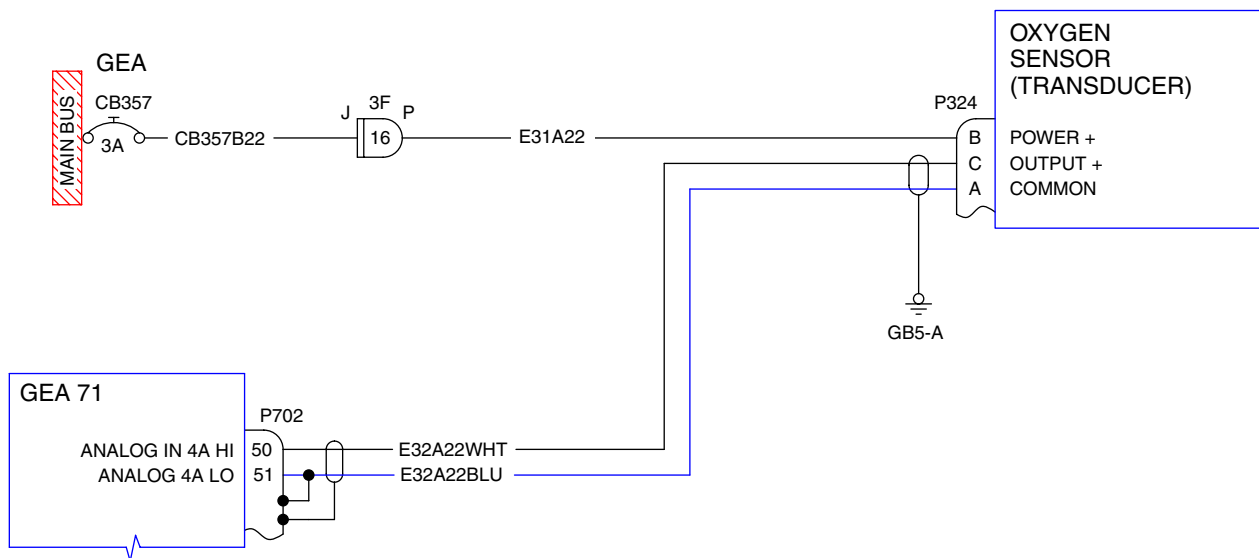 OXYGEN
SENSOR
(TRANSDUCER)
GEA
MAIN BUS
CB357
3A
CB357B22
J
3F
P
16
E31A22
P324
B POWER +
C OUTPUT +
A COMMON
GB5-A
GEA 71
P702
ANALOG IN 4A HI 50
E32A22WHT
ANALOG 4A LO 51
E32A22BLU